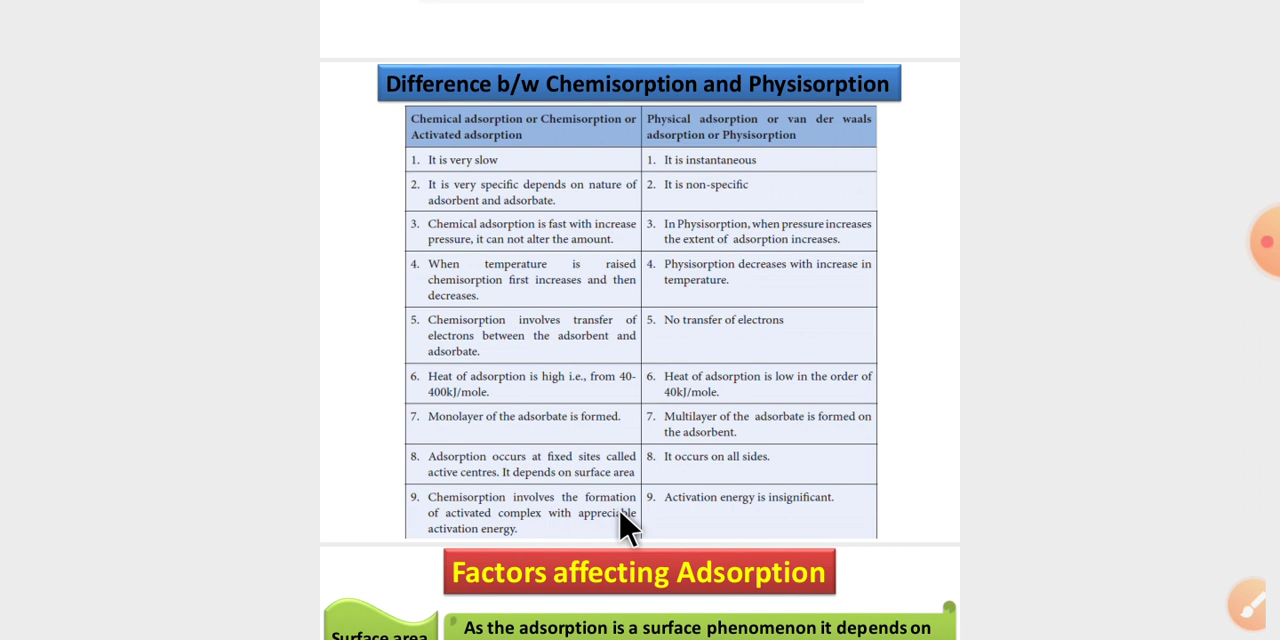 Difference b/w Chemisorption and Physisorption
Chemical adsorption or Chemisorption or
Activated adsorption
Physical adsorption or van der waals
adsorption or Physisorption
1. It is very slow
1. It is instantaneous
2. It is very specific depends on nature of
adsorbent and adsorbate.
2. It is non-specific
3. Chemical adsorption is fast with increase
pressure, it can not alter the amount.
3. In Physisorption, when pressure increases
the extent of adsorption increases.
4. When temperature is raised
chemisorption first increases and then
decreases.
4. Physisorption decreases with increase in
temperature.
5. Chemisorption involves transfer of
electrons between the adsorbent and
adsorbate.
5. No transfer of electrons
6. Heat of adsorption is high i.e., from 40-
400kJ/mole.
6. Heat of adsorption is low in the order of
40kJ/mole.
7. Monolayer of the adsorbate is formed.
7. Multilayer of the adsorbate is formed on
the adsorbent.
8. Adsorption occurs at fixed sites called
active centres. It depends on surface area
8. It occurs on all sides.
9. Chemisorption involves the formation
of activated complex with appreciable
activation energy.
9. Activation energy is insignificant.
Factors affecting Adsorption
Surface area
As the adsorption is a surface phenomenon it depends on